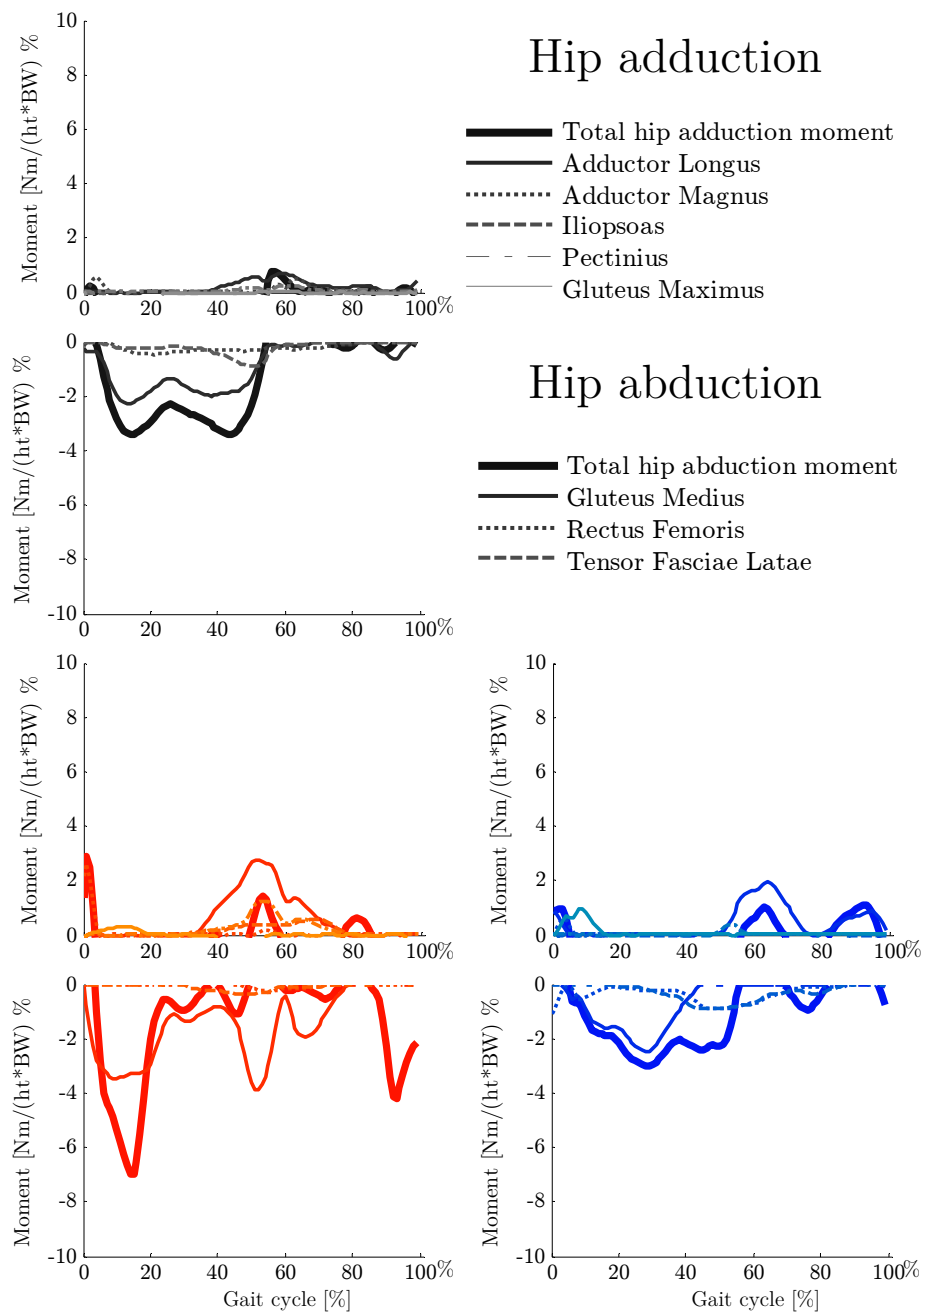 Hip adduction
Total hip adduction moment
Adductor Longus
Adductor Magnus
Iliopsoas
Pectinius
Gluteus Maximus
Moment [Nm/(ht*BW) %
10
8
6
4
2
0
0 20 40 60 80 100%
Hip abduction
Total hip abduction moment
Gluteus Medius
Rectus Femoris
Tensor Fasciae Latae
Moment [Nm/(ht*BW) %
0
-2
-4
-6
-8
-10
0 20 40 60 80 100%
Moment [Nm/(ht*BW) %
10
8
6
4
2
0
0 20 40 60 80 100%
Moment [Nm/(ht*BW) %
10
8
6
4
2
0
0 20 40 60 80 100%
Moment [Nm/(ht*BW) %
0
-2
-4
-6
-8
-10
0 20 40 60 80 100%
Gait cycle [%]
Moment [Nm/(ht*BW) %
0
-2
-4
-6
-8
-10
0 20 40 60 80 100%
Gait cycle [%]